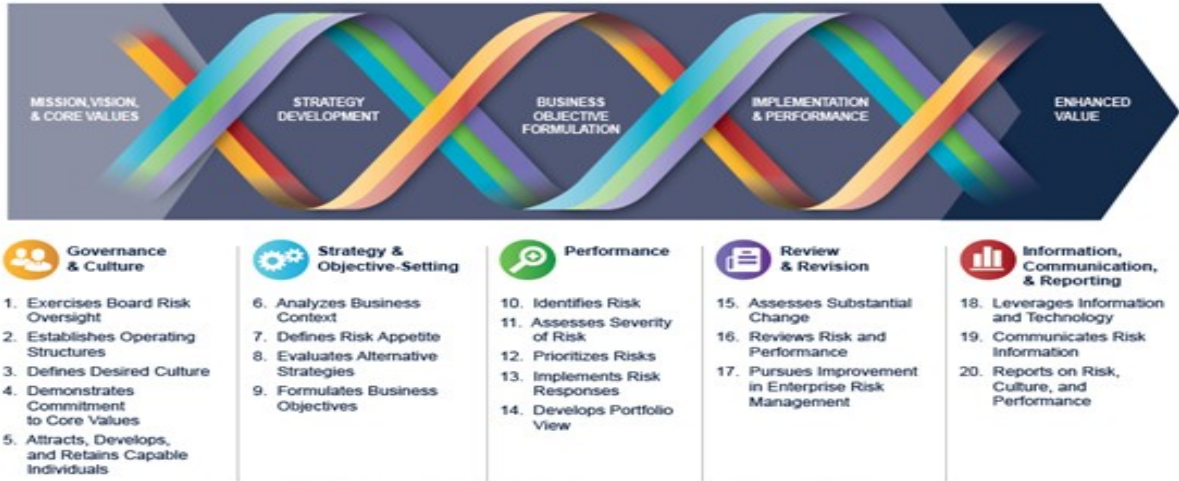 MISSION, VISION,
& CORE VALUES
STRATEGY
DEVELOPMENT
BUSINESS
OBJECTIVE
FORMULATION
IMPLEMENTATION
& PERFORMANCE
ENHANCED
VALUE
Governance
& Culture
1. Exercises Board Risk
Oversight
2. Establishes Operating
Structures
3. Defines Desired Culture
4. Demonstrates
Commitment
to Core Values
5. Attracts, Develops,
and Retains Capable
Individuals
Strategy &
Objective-Setting
6. Analyzes Business
Context
7. Defines Risk Appetite
8. Evaluates Alternative
Strategies
9. Formulates Business
Objectives
Performance
10. Identifies Risk
11. Assesses Severity
of Risk
12. Prioritizes Risks
13. Implements Risk
Responses
14. Develops Portfolio
View
Review
& Revision
15. Assesses Substantial
Change
16. Reviews Risk and
Performance
17. Pursues Improvement
in Enterprise Risk
Management
Information,
Communication,
& Reporting
18. Leverages Information
and Technology
19. Communicates Risk
Information
20. Reports on Risk,
Culture, and
Performance